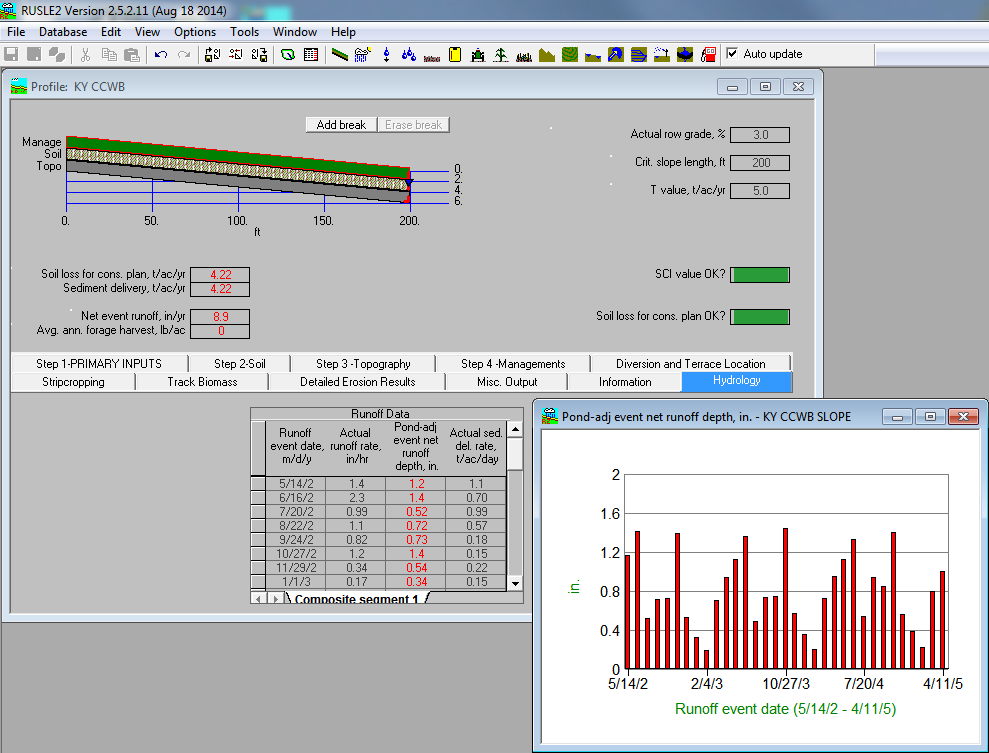 RUSLE2 Version 2.5.2.11 (Aug 18 2014)
File Database Edit View Options Tools Window Help
Auto update
Profile: KY CCWB
Add break Erase break
Manage
Soil
Topo
0.
2.
4.
6.
0. 50. 100. 150. 200.
ft
Actual row grade, % 3.0
Crit. slope length, ft 200
T value, t/ac/yr 5.0
Soil loss for cons. plan, t/ac/yr 4.22
Sediment delivery, t/ac/yr 4.22
Net event runoff, in/yr 8.9
Avg. ann. forage harvest, lb/ac 0
SCI value OK?
Soil loss for cons. plan OK?
Step 1-PRIMARY INPUTS Step 2-Soil Step 3 -Topography Step 4 -Managements Diversion and Terrace Location
Stripcropping Track Biomass Detailed Erosion Results Misc. Output Information Hydrology
Runoff Data
Runoff event date, m/d/y Actual runoff rate, in/hr Pond-adj event net runoff depth, in. Actual sed. del. rate, t/ac/day
5/14/2 1.4 1.2 1.1
6/16/2 2.3 1.4 0.70
7/20/2 0.99 0.52 0.99
8/22/2 1.1 0.72 0.57
9/24/2 0.82 0.73 0.18
10/27/2 1.2 1.4 0.15
11/29/2 0.34 0.54 0.22
1/1/3 0.17 0.34 0.15
Composite segment 1
Pond-adj event net runoff depth, in. - KY CCWB SLOPE
2
1.6
1.2
0.8
0.4
0
in.
5/14/2 2/4/3 10/27/3 7/20/4 4/11/5
Runoff event date (5/14/2 - 4/11/5)